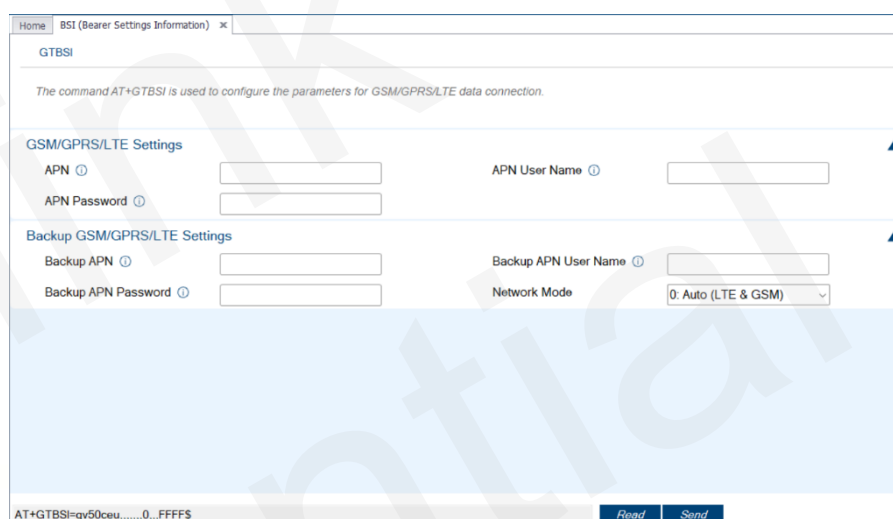 Home BSI (Bearer Settings Information) ×
GTBSI
The command AT+GTBSI is used to configure the parameters for GSM/GPRS/LTE data connection.
GSM/GPRS/LTE Settings
APN APN User Name
APN Password
Backup GSM/GPRS/LTE Settings
Backup APN Backup APN User Name
Backup APN Password Network Mode 0: Auto (LTE & GSM)
AT+GTBSI=gv50ceu,,,,,,,0,,,FFFF$ Read Send